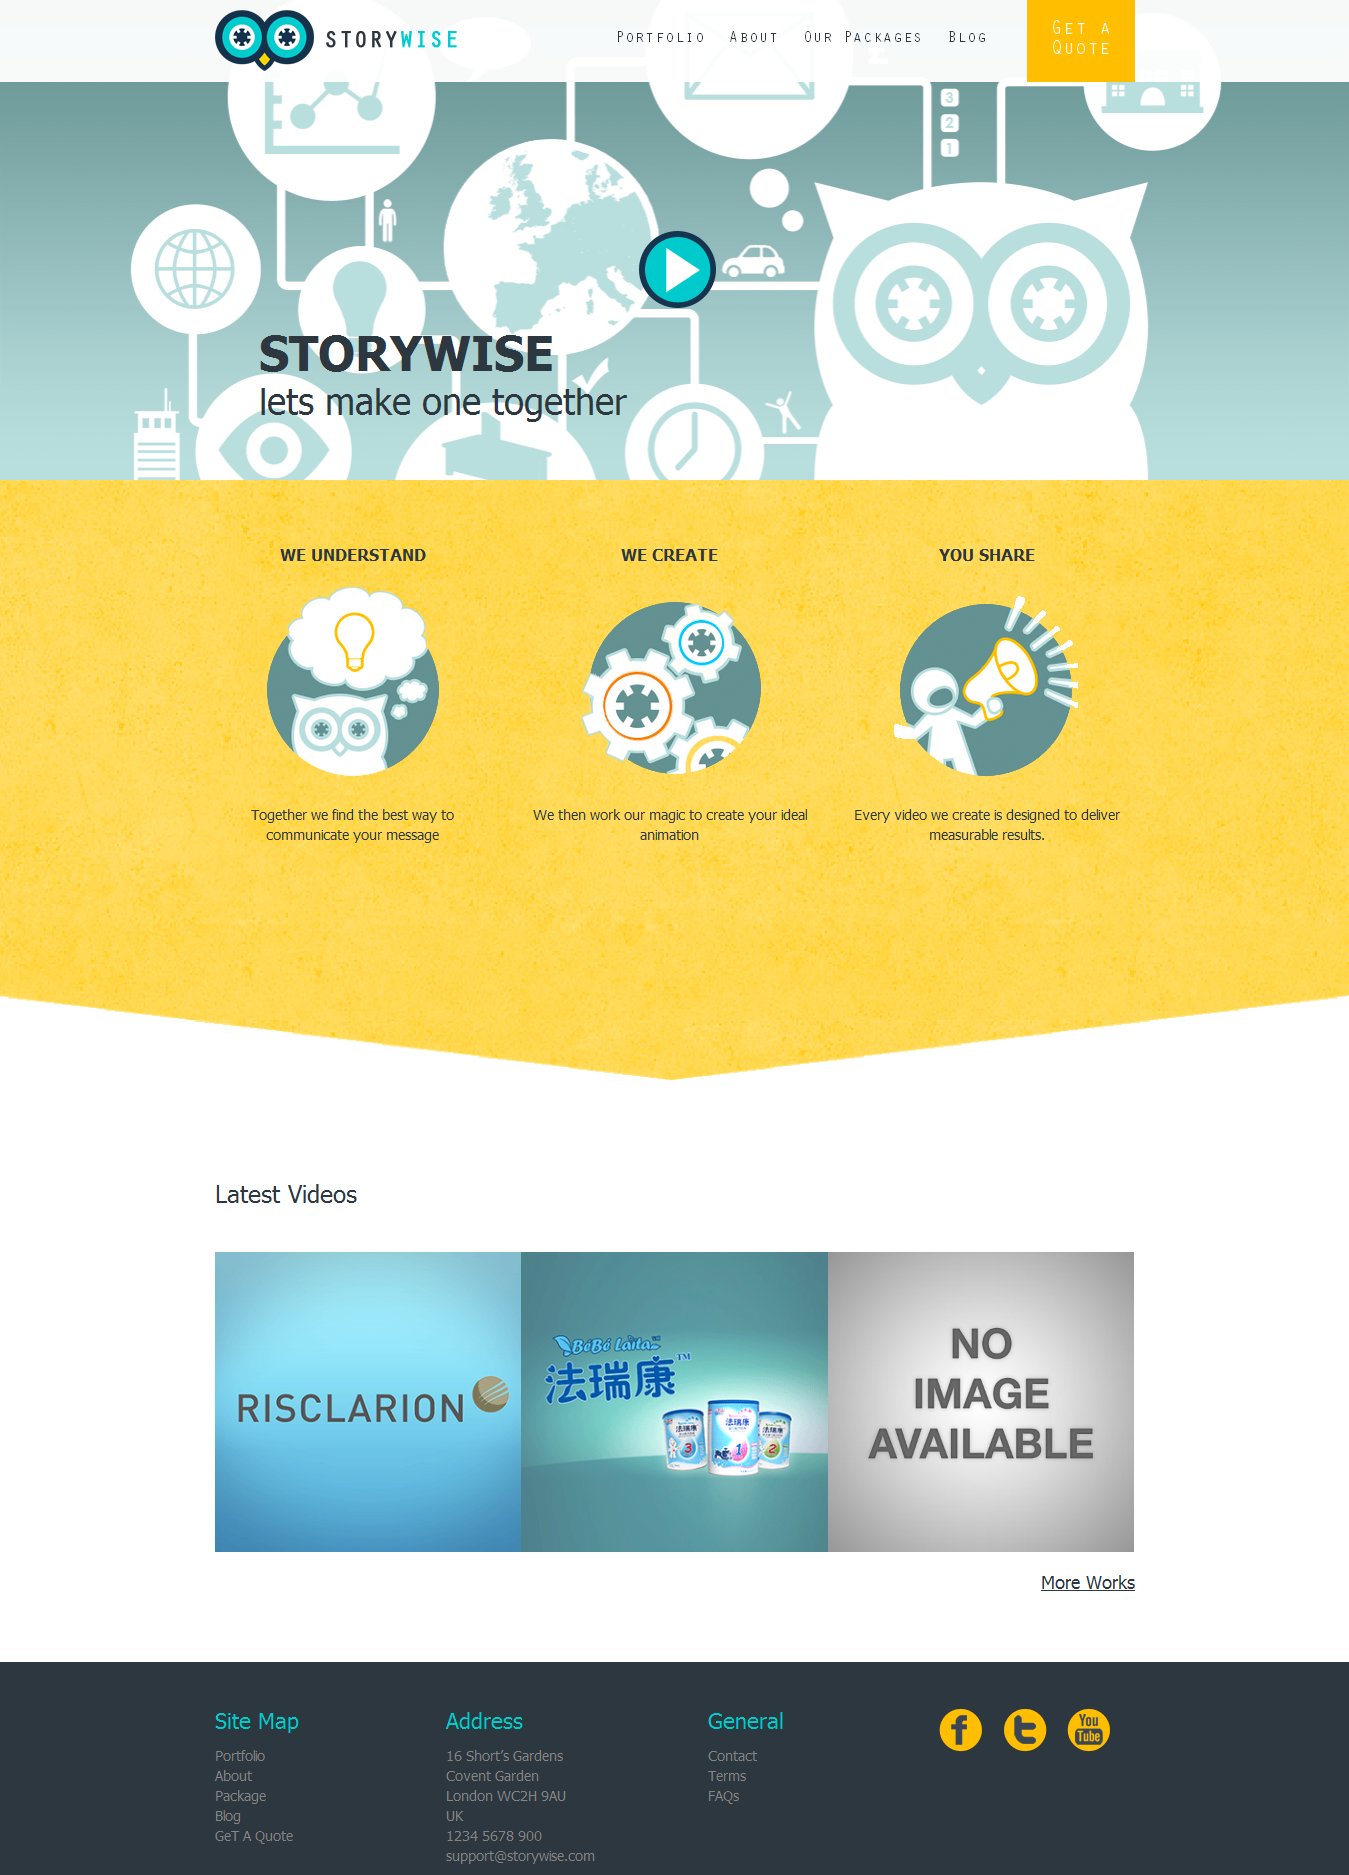 STORYWISE
Portfolio
About
Our Packages
Blog
Get a
Quote
3
2
1
STORYWISE
lets make one together
WE UNDERSTAND
WE CREATE
YOU SHARE
Together we find the best way to
communicate your message
We then work our magic to create your ideal
animation
Every video we create is designed to deliver
measurable results.
Latest Videos
RISCLARION
BéBé Laita™
法瑞康™
法瑞康
3
法瑞康
1
法瑞康
2
NO
IMAGE
AVAILABLE
More Works
Site Map
Portfolio
About
Package
Blog
GeT A Quote
Address
16 Short’s Gardens
Covent Garden
London WC2H 9AU
UK
1234 5678 900
support@storywise.com
General
Contact
Terms
FAQs
f
t
You
Tube